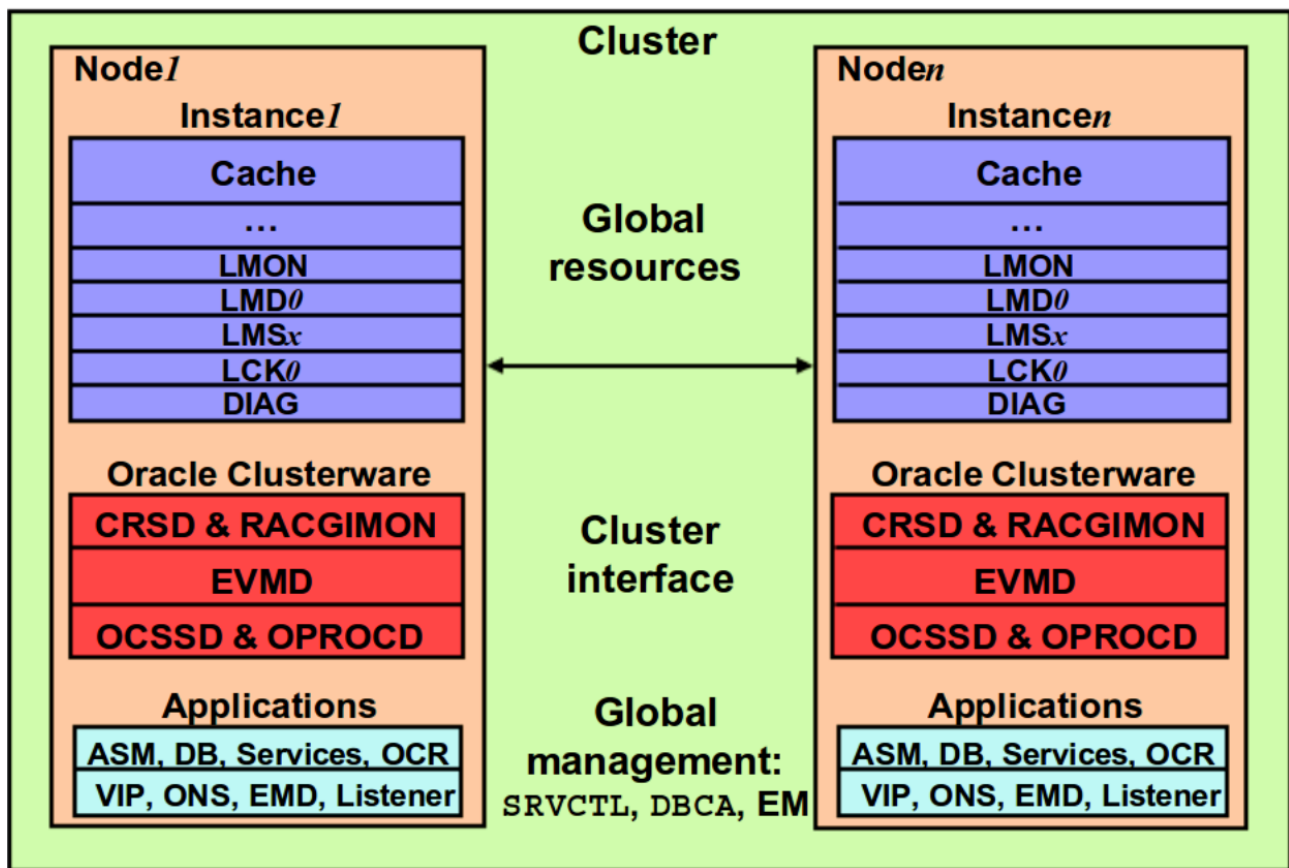 Cluster
Node1
Instance1
Cache
...
LMON
LMD0
LMSx
LCK0
DIAG
Oracle Clusterware
CRSD & RACGIMON
EVMD
OCSSD & OPROCD
Applications
ASM, DB, Services, OCR
VIP, ONS, EMD, Listener
Global
resources
Cluster
interface
Global
management:
SRVCTL, DBCA, EM
Noden
Instancen
Cache
...
LMON
LMD0
LMSx
LCK0
DIAG
Oracle Clusterware
CRSD & RACGIMON
EVMD
OCSSD & OPROCD
Applications
ASM, DB, Services, OCR
VIP, ONS, EMD, Listener